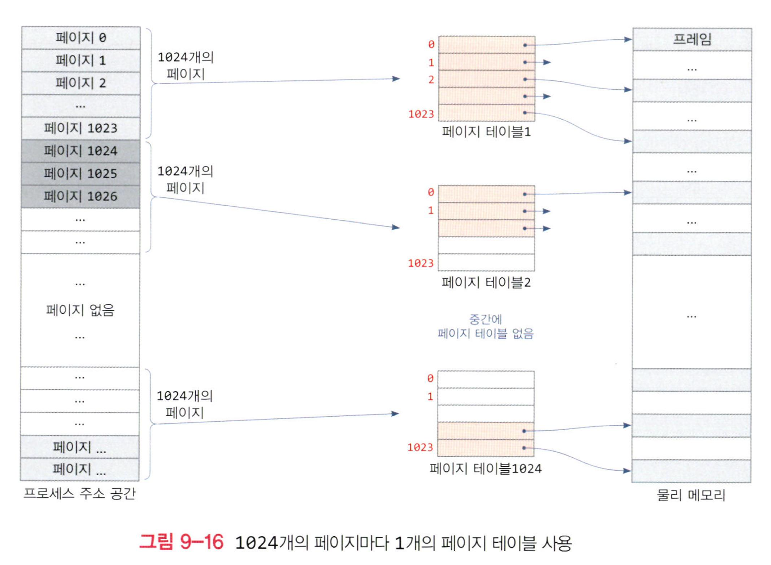 페이지 0
페이지 1
페이지 2
...
페이지 1023
페이지 1024
페이지 1025
페이지 1026
...
...
...
페이지 없음
...
...
...
...
페이지 ...
페이지 ...
프로세스 주소 공간
1024개의
페이지
1024개의
페이지
1024개의
페이지
0
1
2
1023
페이지 테이블1
0
1
1023
페이지 테이블2
중간에
페이지 테이블 없음
0
1
1023
페이지 테이블1024
프레임
...
...
...
...
...
물리 메모리
그림 9-16 1024개의 페이지마다 1개의 페이지 테이블 사용